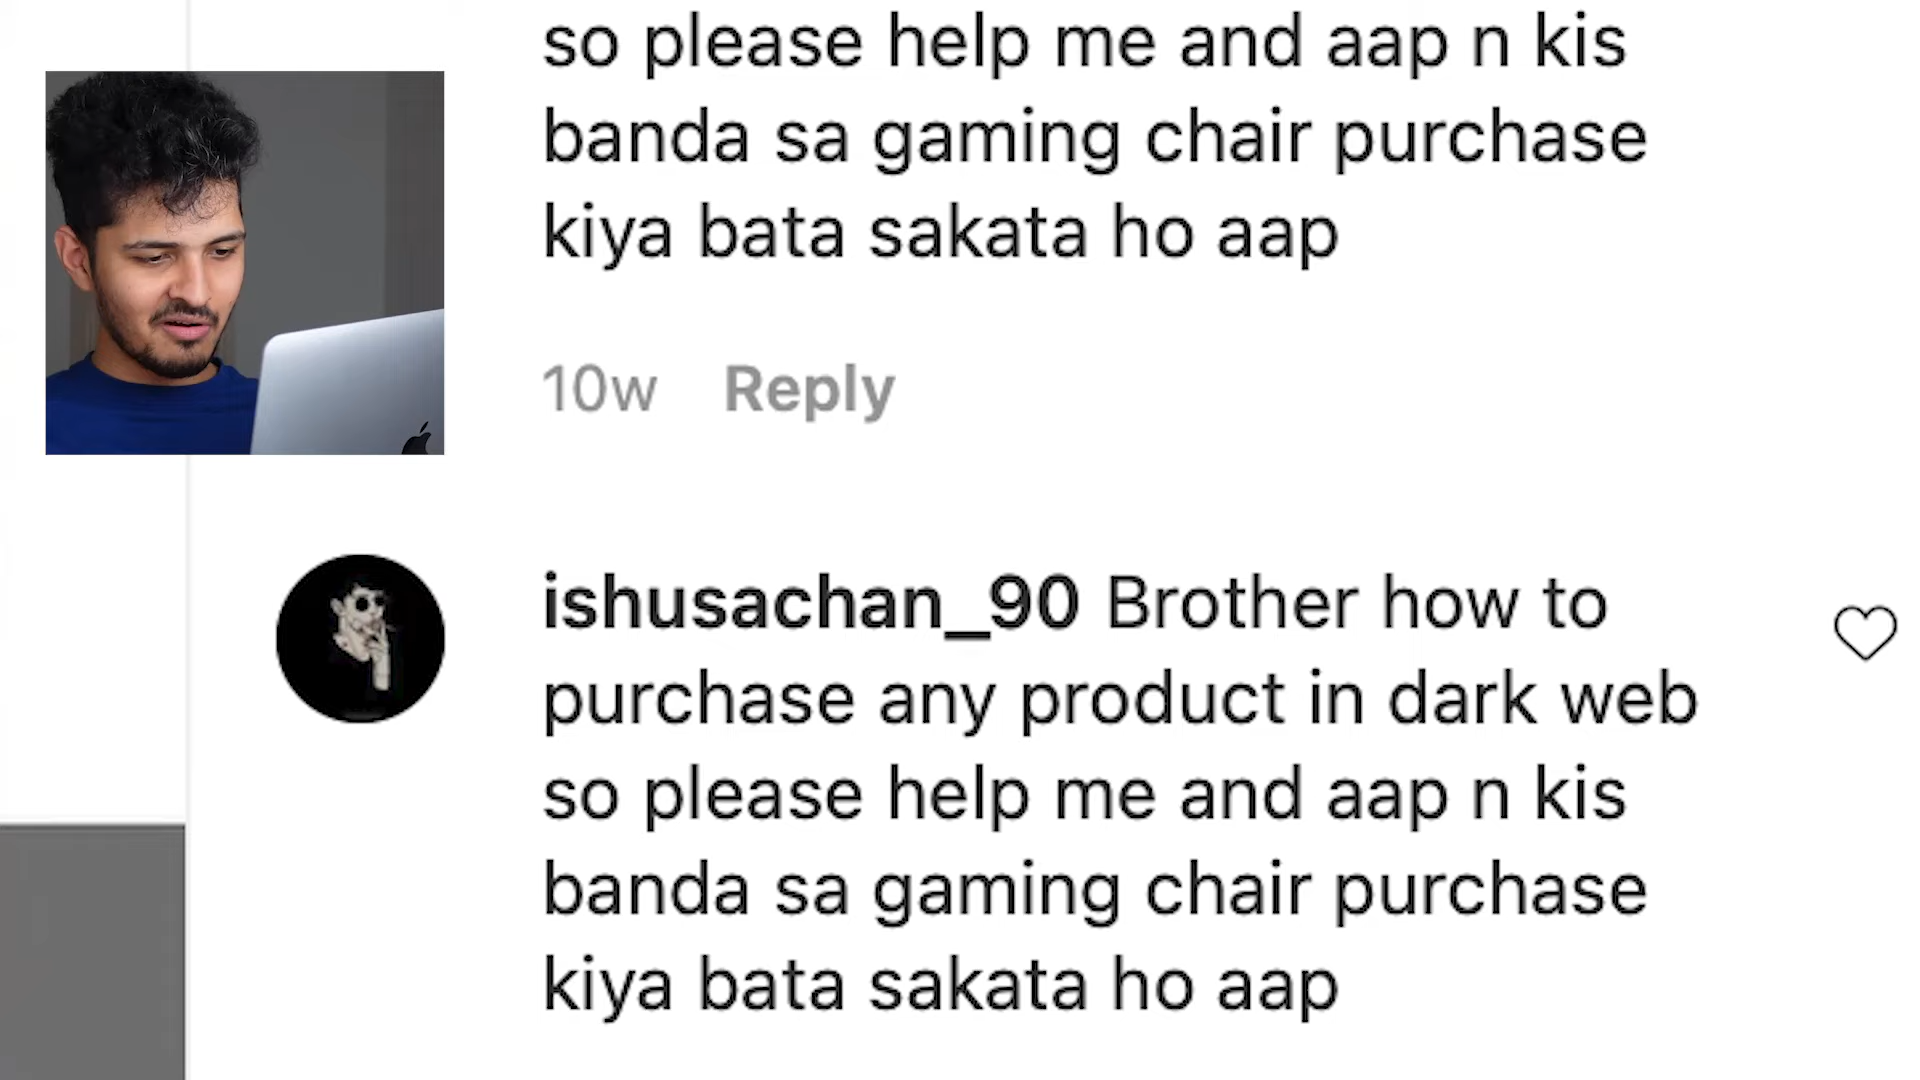 so please help me and aap n kis
banda sa gaming chair purchase
kiya bata sakata ho aap
10w Reply
ishusachan_90 Brother how to
purchase any product in dark web
so please help me and aap n kis
banda sa gaming chair purchase
kiya bata sakata ho aap